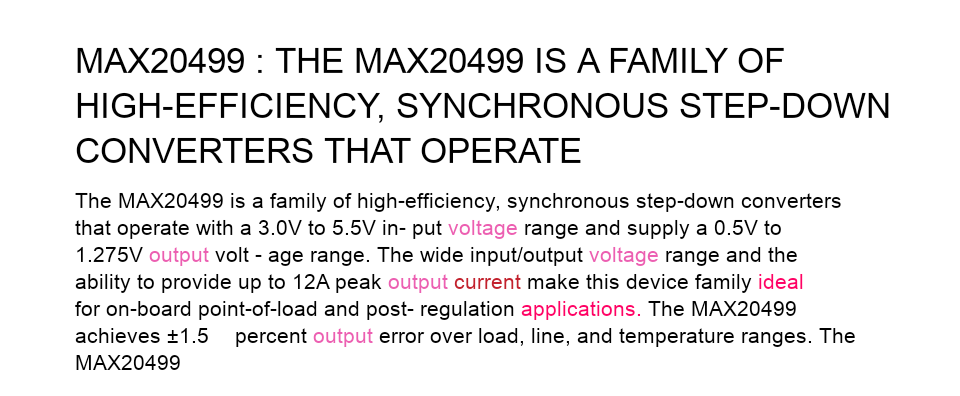 MAX20499 : THE MAX20499 IS A FAMILY OF
HIGH-EFFICIENCY, SYNCHRONOUS STEP-DOWN
CONVERTERS THAT OPERATE
The MAX20499 is a family of high-efficiency, synchronous step-down converters
that operate with a 3.0V to 5.5V in- put voltage range and supply a 0.5V to
1.275V output volt - age range. The wide input/output voltage range and the
ability to provide up to 12A peak output current make this device family ideal
for on-board point-of-load and post- regulation applications. The MAX20499
achieves ±1.5 percent output error over load, line, and temperature ranges. The
MAX20499